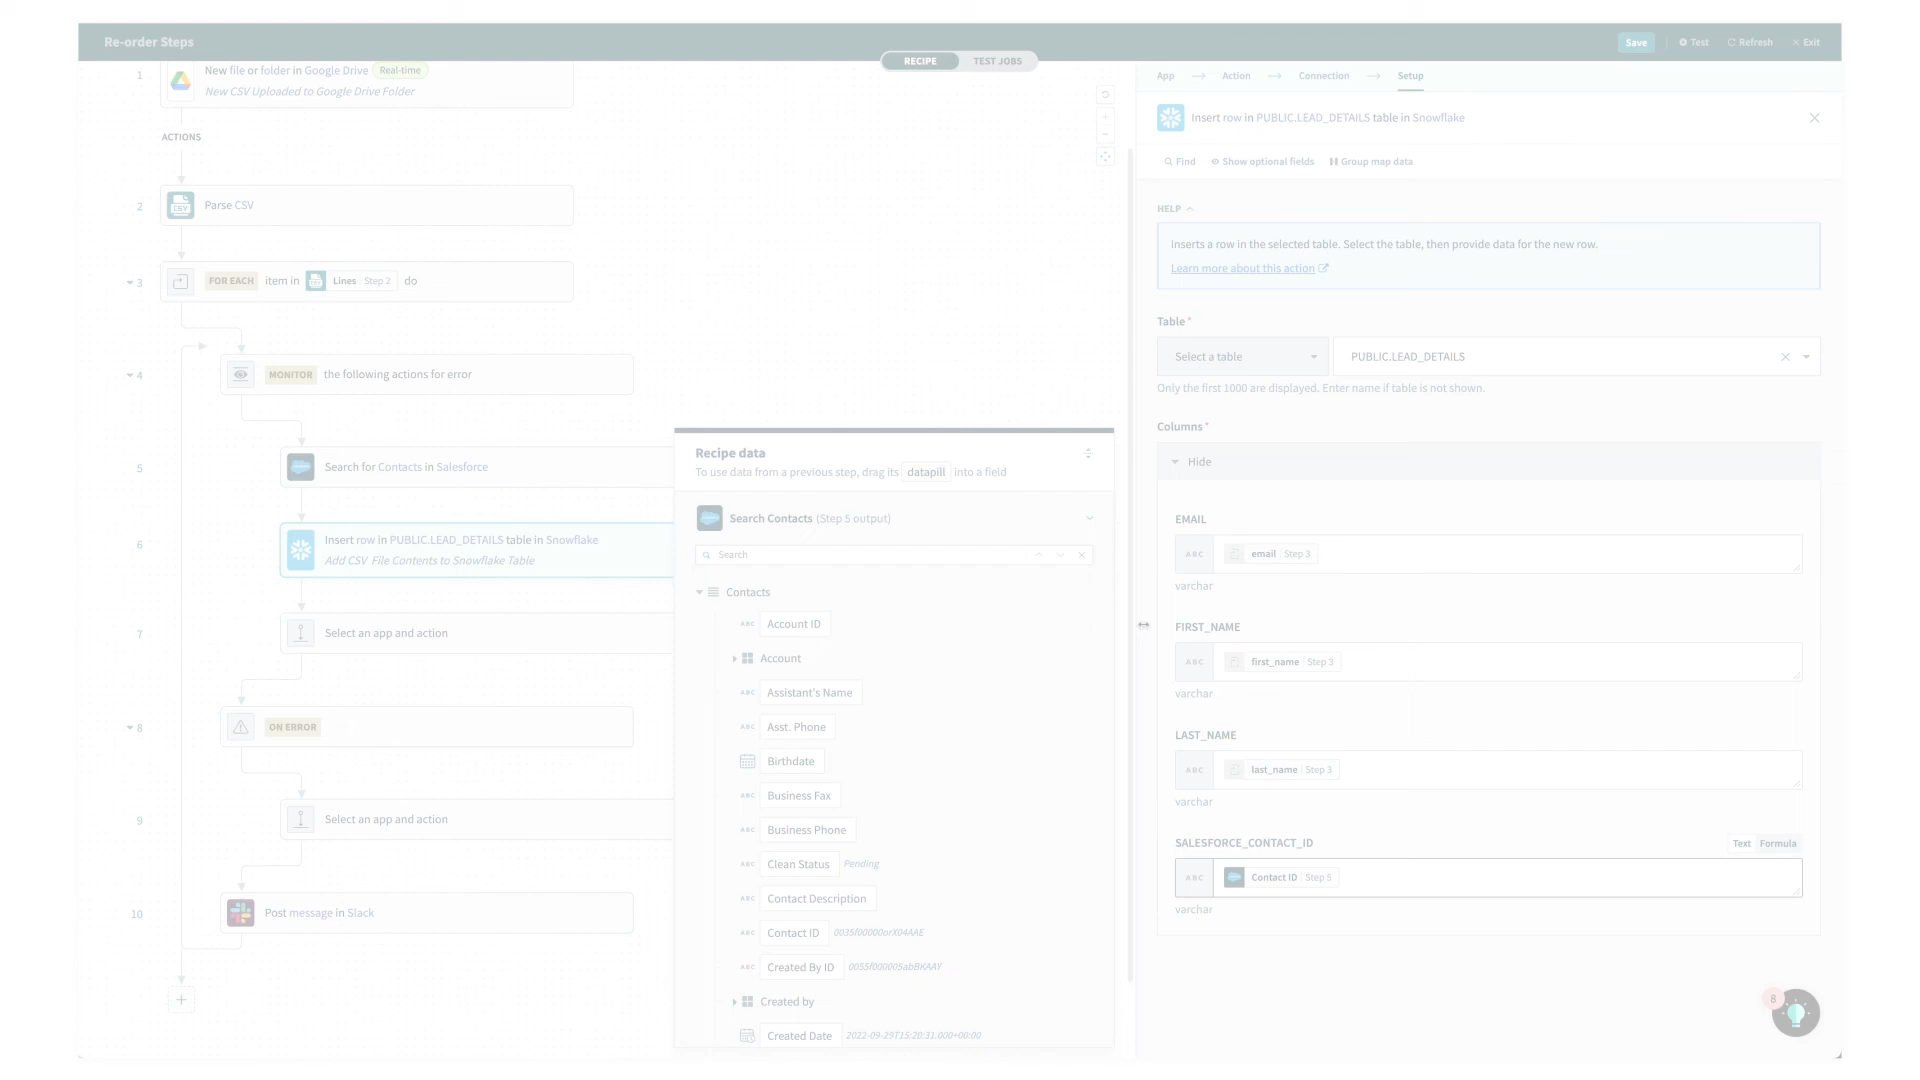 Re-order Steps
Save
Test
Refresh
Exit
RECIPE
TEST JOBS
1
New file or folder in Google Drive Real-time
New CSV Uploaded to Google Drive Folder
ACTIONS
2
Parse CSV
3
FOR EACH item in Lines Step 2 do
4
MONITOR the following actions for error
5
Search for Contacts in Salesforce
6
Insert row in PUBLIC.LEAD_DETAILS table in Snowflake
Add CSV File Contents to Snowflake Table
7
Select an app and action
8
ON ERROR
9
Select an app and action
10
Post message in Slack
Recipe data
To use data from a previous step, drag its datapill into a field
Search Contacts (Step 5 output)
Search
Contacts
ABC Account ID
Account
ABC Assistant's Name
ABC Asst. Phone
Birthdate
ABC Business Fax
ABC Business Phone
ABC Clean Status Pending
ABC Contact Description
ABC Contact ID 0035f00000orX04AAE
ABC Created By ID 0055f000005abBKAAY
Created by
Created Date 2022-09-29T15:20:31.000+00:00
App
Action
Connection
Setup
Insert row in PUBLIC.LEAD_DETAILS table in Snowflake
Find
Show optional fields
Group map data
HELP
Inserts a row in the selected table. Select the table, then provide data for the new row.
Learn more about this action
Table*
Select a table
PUBLIC.LEAD_DETAILS
Only the first 1000 are displayed. Enter name if table is not shown.
Columns*
Hide
EMAIL
ABC email Step 3
varchar
FIRST_NAME
ABC first_name Step 3
varchar
LAST_NAME
ABC last_name Step 3
varchar
SALESFORCE_CONTACT_ID
Text Formula
ABC Contact ID Step 5
varchar
8